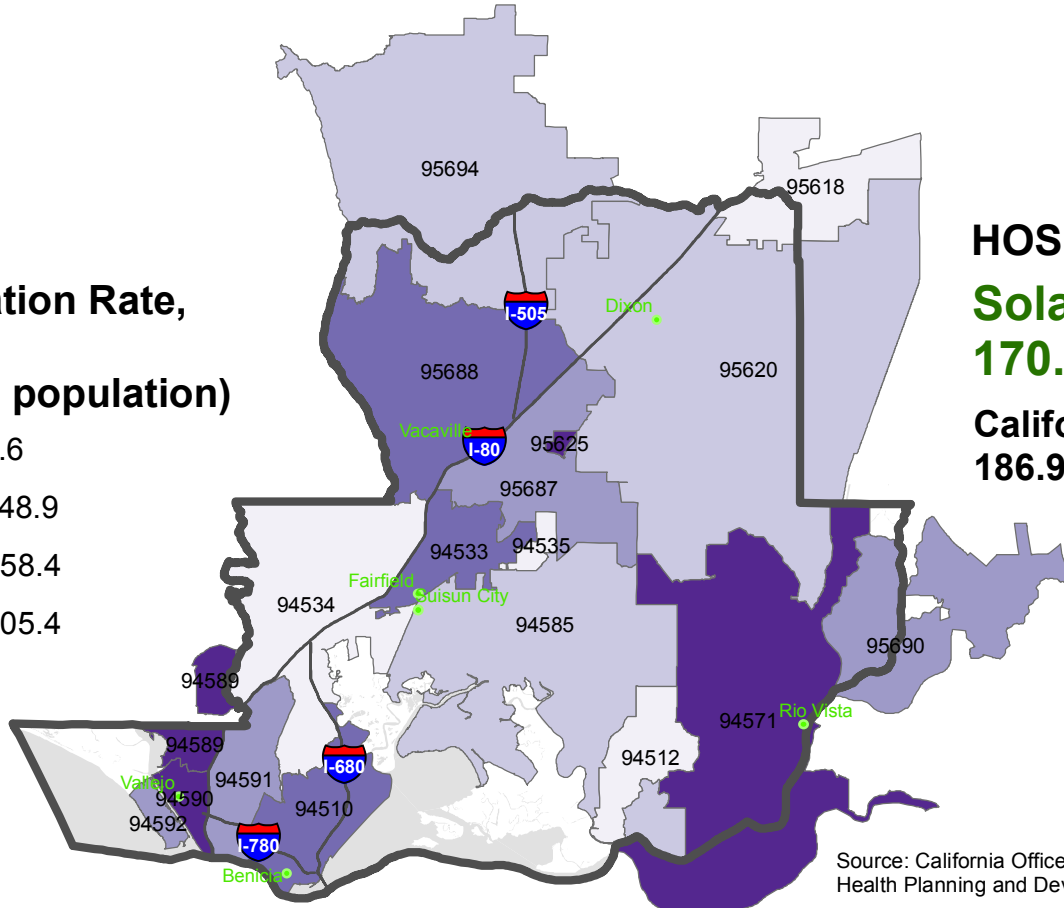 95694
95618
HOS
ation Rate,
Sola
170.
I-505
Dixon
95688
95620
population)
Califo
186.9
Vacaville
I-80
95625
.6
95687
48.9
94533
94535
58.4
Fairfield
Suisun City
94534
94585
05.4
95690
94589
94571
Rio Vista
94589
94512
I-680
94591
Vallejo
94590
94510
94592
I-780
Benicia
Source: California Office
Health Planning and Dev